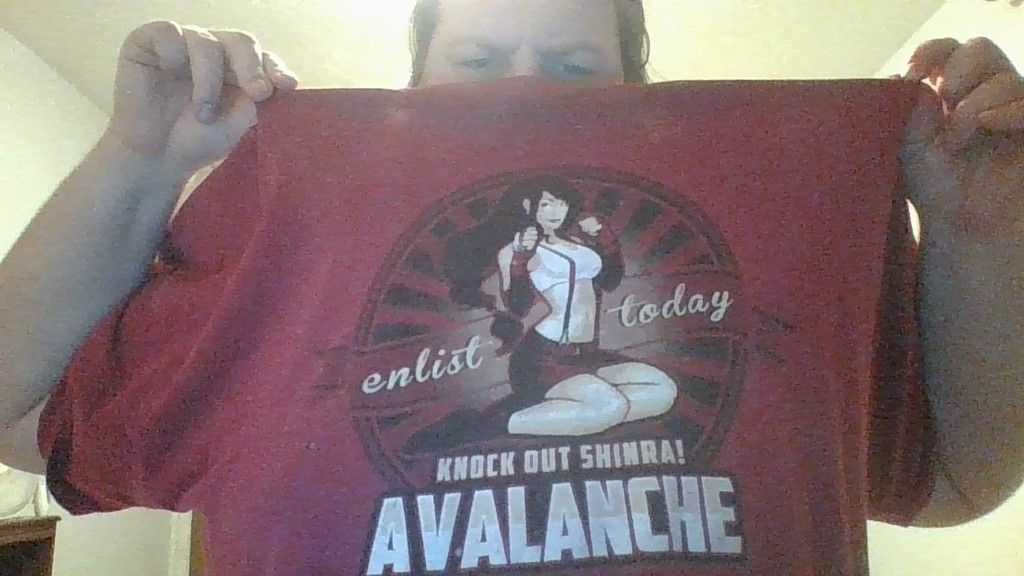 enlist today
KNOCK OUT SHINRA!
AVALANCHE